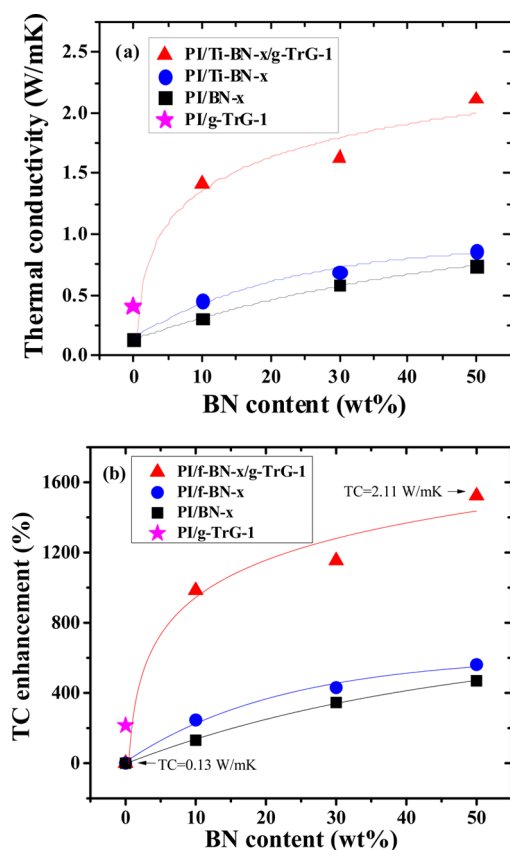 (a)
PI/Ti-BN-x/g-TrG-1
PI/Ti-BN-x
PI/BN-x
PI/g-TrG-1
Thermal conductivity (W/mK)
2.5
2.0
1.5
1.0
0.5
0.0
0 10 20 30 40 50
BN content (wt%)
(b)
PI/f-BN-x/g-TrG-1
PI/f-BN-x
PI/BN-x
PI/g-TrG-1
TC=2.11 W/mK
TC=0.13 W/mK
TC enhancement (%)
1600
1200
800
400
0
0 10 20 30 40 50
BN content (wt%)